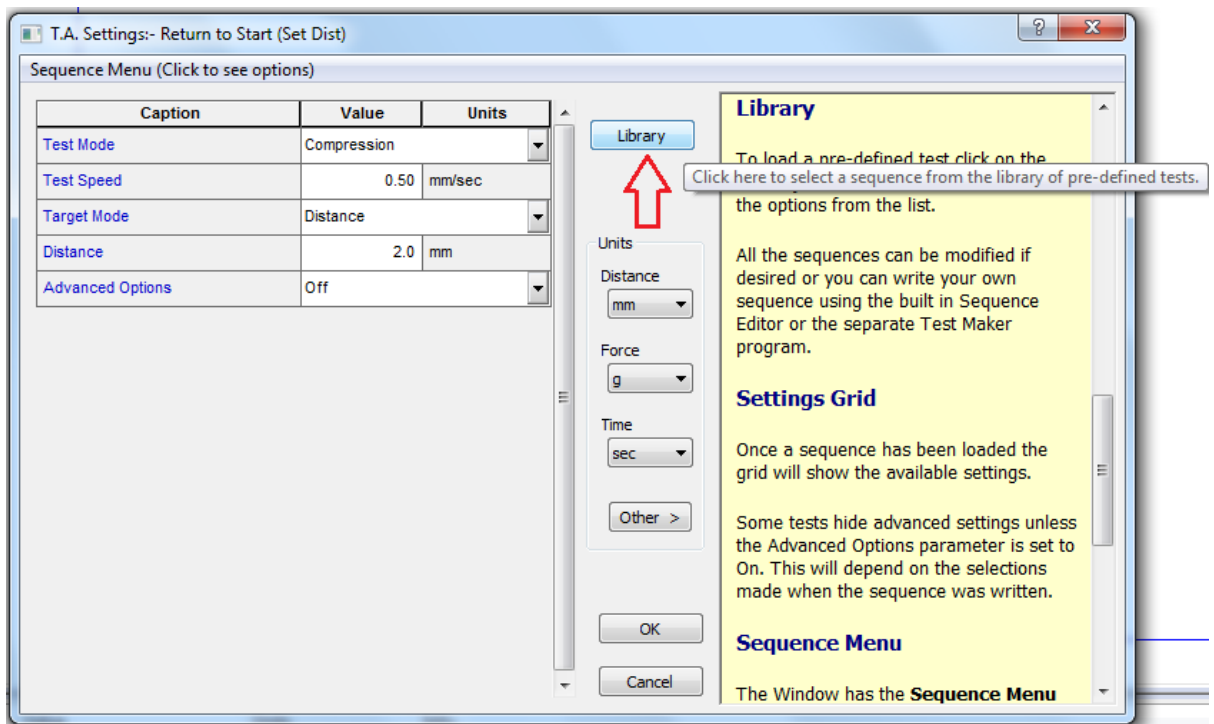 T.A. Settings:- Return to Start (Set Dist)
Sequence Menu (Click to see options)
Caption Value Units
Test Mode Compression
Test Speed 0.50 mm/sec
Target Mode Distance
Distance 2.0 mm
Advanced Options Off
Library
Units
Distance
mm
Force
g
Time
sec
Other >
OK
Cancel
Library
To load a pre-defined test click on the
Click here to select a sequence from the library of pre-defined tests.
the options from the list.
All the sequences can be modified if
desired or you can write your own
sequence using the built in Sequence
Editor or the separate Test Maker
program.
Settings Grid
Once a sequence has been loaded the
grid will show the available settings.
Some tests hide advanced settings unless
the Advanced Options parameter is set to
On. This will depend on the selections
made when the sequence was written.
Sequence Menu
The Window has the Sequence Menu